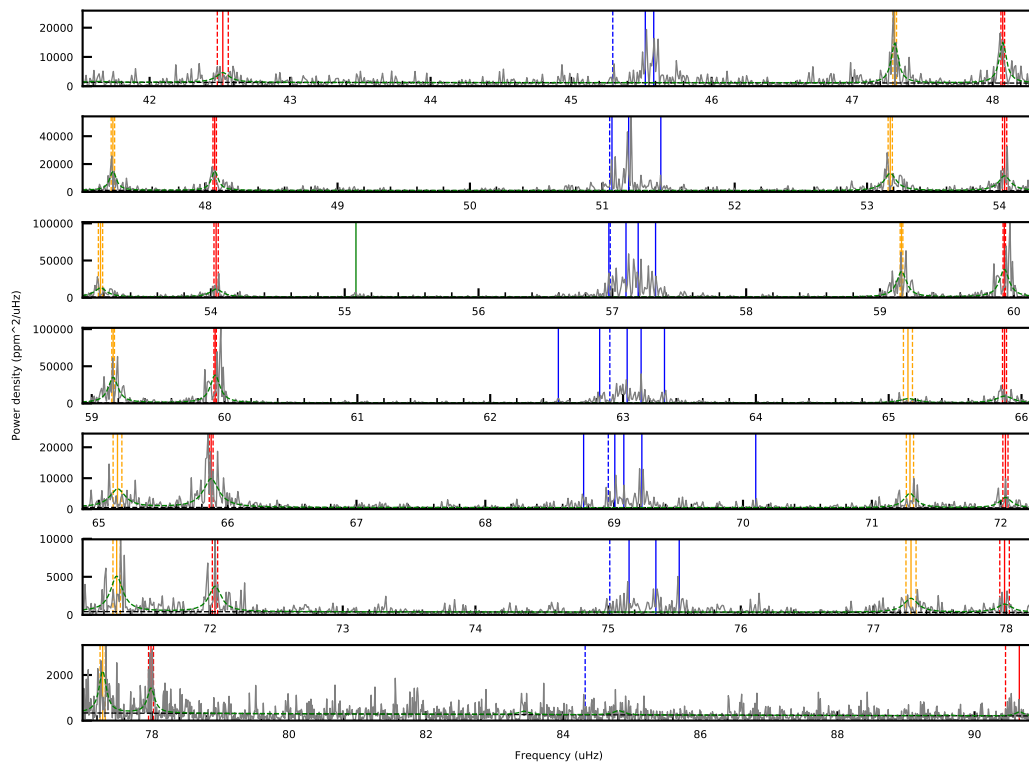 20000
10000
0
42 43 44 45 46 47 48
40000
20000
0
48 49 50 51 52 53 54
100000
50000
0
54 55 56 57 58 59 60
Power density (ppm^2/uHz)
100000
50000
0
59 60 61 62 63 64 65 66
20000
10000
0
65 66 67 68 69 70 71 72
10000
5000
0
72 73 74 75 76 77 78
2000
0
78 80 82 84 86 88 90
Frequency (uHz)